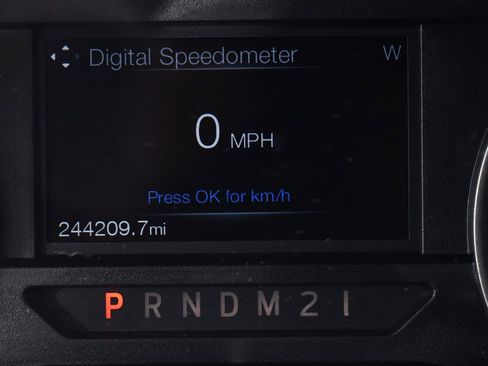 Digital Speedometer W
0 MPH
Press OK for km/h
244209.7mi
P R N D M 2 1